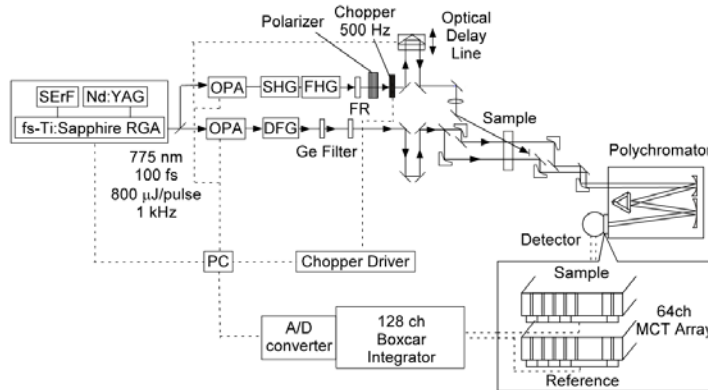 Chopper
500 Hz
Polarizer
Optical
Delay
Line
SErF
Nd:YAG
fs-Ti:Sapphire RGA
OPA
SHG
FHG
FR
OPA
DFG
Ge Filter
Sample
Polychromator
775 nm
100 fs
800 μJ/pulse
1 kHz
Detector
PC
Chopper Driver
Sample
64ch
MCT Array
A/D
converter
128 ch
Boxcar
Integrator
Reference